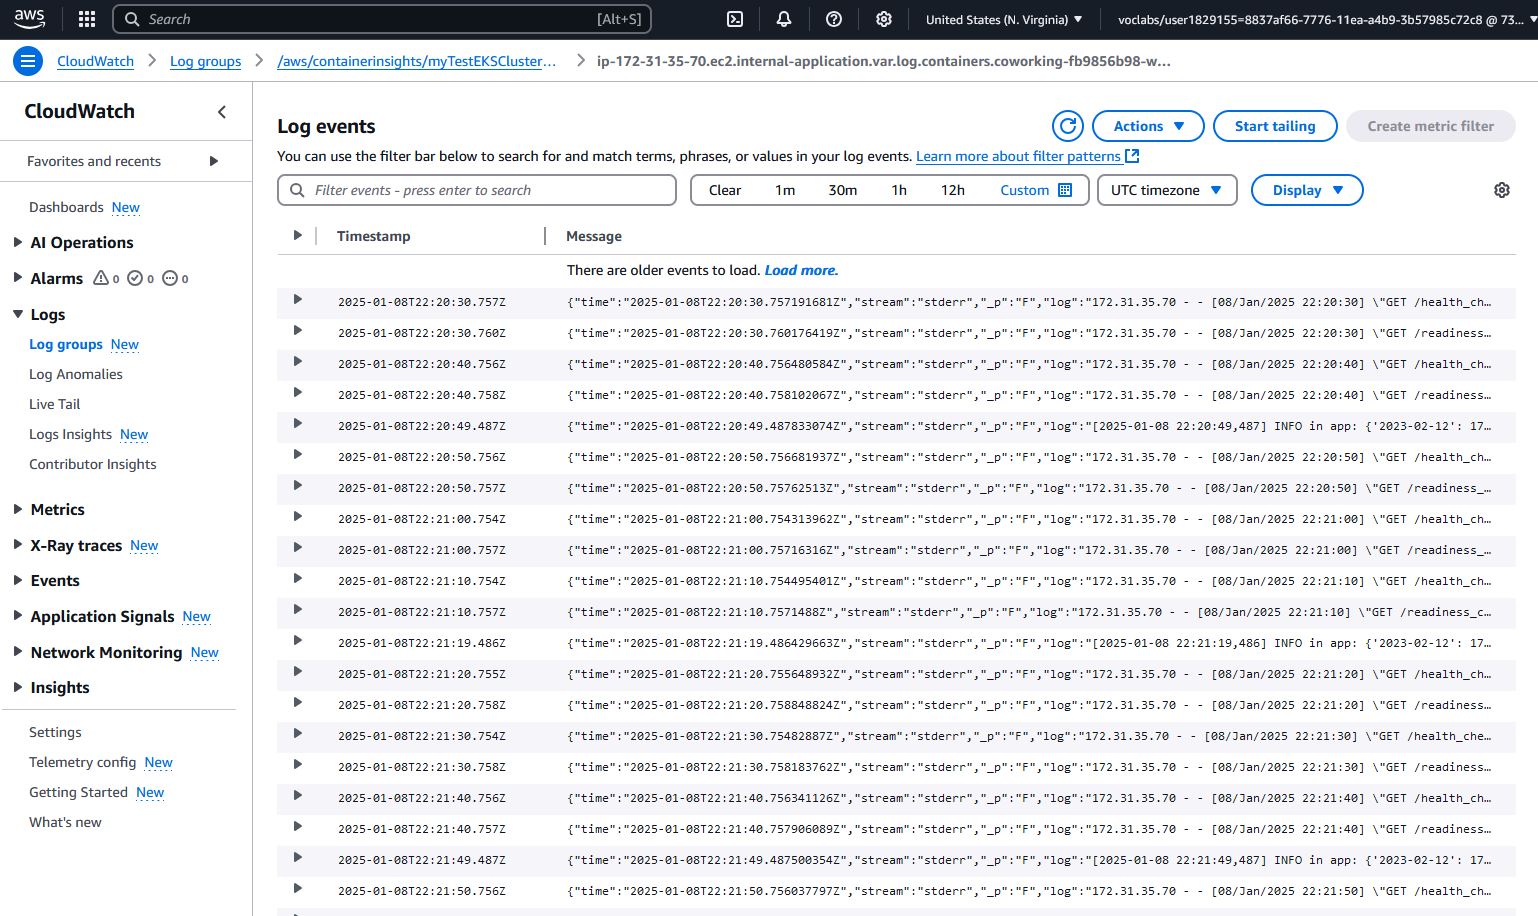 aws
Search [Alt+S] United States (N. Virginia) voclabs/user1829155=8837af66-7776-11ea-a4b9-3b57985c72c8 @ 73...
CloudWatch Log groups /aws/containerinsights/myTestEKSCluster... ip-172-31-35-70.ec2.internal-application.var.log.containers.coworking-fb9856b98-w...
CloudWatch
Favorites and recents
Dashboards New
AI Operations
Alarms 0 0 0
Logs
Log groups New
Log Anomalies
Live Tail
Logs Insights New
Contributor Insights
Metrics
X-Ray traces New
Events
Application Signals New
Network Monitoring New
Insights
Settings
Telemetry config New
Getting Started New
What's new
Log events
Actions Start tailing Create metric filter
You can use the filter bar below to search for and match terms, phrases, or values in your log events. Learn more about filter patterns
Filter events - press enter to search Clear 1m 30m 1h 12h Custom UTC timezone Display
Timestamp Message
There are older events to load. Load more.
2025-01-08T22:20:30.757Z {"time":"2025-01-08T22:20:30.757191681Z","stream":"stderr","_p":"F","log":"172.31.35.70 - - [08/Jan/2025 22:20:30] \"GET /health_ch…
2025-01-08T22:20:30.760Z {"time":"2025-01-08T22:20:30.760176419Z","stream":"stderr","_p":"F","log":"172.31.35.70 - - [08/Jan/2025 22:20:30] \"GET /readiness…
2025-01-08T22:20:40.756Z {"time":"2025-01-08T22:20:40.756480584Z","stream":"stderr","_p":"F","log":"172.31.35.70 - - [08/Jan/2025 22:20:40] \"GET /health_ch…
2025-01-08T22:20:40.758Z {"time":"2025-01-08T22:20:40.758102067Z","stream":"stderr","_p":"F","log":"172.31.35.70 - - [08/Jan/2025 22:20:40] \"GET /readiness…
2025-01-08T22:20:49.487Z {"time":"2025-01-08T22:20:49.487833074Z","stream":"stderr","_p":"F","log":"[2025-01-08 22:20:49,487] INFO in app: {'2023-02-12': 17…
2025-01-08T22:20:50.756Z {"time":"2025-01-08T22:20:50.756681937Z","stream":"stderr","_p":"F","log":"172.31.35.70 - - [08/Jan/2025 22:20:50] \"GET /health_ch…
2025-01-08T22:20:50.757Z {"time":"2025-01-08T22:20:50.75762513Z","stream":"stderr","_p":"F","log":"172.31.35.70 - - [08/Jan/2025 22:20:50] \"GET /readiness_…
2025-01-08T22:21:00.754Z {"time":"2025-01-08T22:21:00.754313962Z","stream":"stderr","_p":"F","log":"172.31.35.70 - - [08/Jan/2025 22:21:00] \"GET /health_ch…
2025-01-08T22:21:00.757Z {"time":"2025-01-08T22:21:00.75716316Z","stream":"stderr","_p":"F","log":"172.31.35.70 - - [08/Jan/2025 22:21:00] \"GET /readiness_…
2025-01-08T22:21:10.754Z {"time":"2025-01-08T22:21:10.754495401Z","stream":"stderr","_p":"F","log":"172.31.35.70 - - [08/Jan/2025 22:21:10] \"GET /health_ch…
2025-01-08T22:21:10.757Z {"time":"2025-01-08T22:21:10.7571488Z","stream":"stderr","_p":"F","log":"172.31.35.70 - - [08/Jan/2025 22:21:10] \"GET /readiness_c…
2025-01-08T22:21:19.486Z {"time":"2025-01-08T22:21:19.486429663Z","stream":"stderr","_p":"F","log":"[2025-01-08 22:21:19,486] INFO in app: {'2023-02-12': 17…
2025-01-08T22:21:20.755Z {"time":"2025-01-08T22:21:20.755648932Z","stream":"stderr","_p":"F","log":"172.31.35.70 - - [08/Jan/2025 22:21:20] \"GET /health_ch…
2025-01-08T22:21:20.758Z {"time":"2025-01-08T22:21:20.758848824Z","stream":"stderr","_p":"F","log":"172.31.35.70 - - [08/Jan/2025 22:21:20] \"GET /readiness…
2025-01-08T22:21:30.754Z {"time":"2025-01-08T22:21:30.75482887Z","stream":"stderr","_p":"F","log":"172.31.35.70 - - [08/Jan/2025 22:21:30] \"GET /health_che…
2025-01-08T22:21:30.758Z {"time":"2025-01-08T22:21:30.758183762Z","stream":"stderr","_p":"F","log":"172.31.35.70 - - [08/Jan/2025 22:21:30] \"GET /readiness…
2025-01-08T22:21:40.756Z {"time":"2025-01-08T22:21:40.756341126Z","stream":"stderr","_p":"F","log":"172.31.35.70 - - [08/Jan/2025 22:21:40] \"GET /health_ch…
2025-01-08T22:21:40.757Z {"time":"2025-01-08T22:21:40.757906089Z","stream":"stderr","_p":"F","log":"172.31.35.70 - - [08/Jan/2025 22:21:40] \"GET /readiness…
2025-01-08T22:21:49.487Z {"time":"2025-01-08T22:21:49.487500354Z","stream":"stderr","_p":"F","log":"[2025-01-08 22:21:49,487] INFO in app: {'2023-02-12': 17…
2025-01-08T22:21:50.756Z {"time":"2025-01-08T22:21:50.756037797Z","stream":"stderr","_p":"F","log":"172.31.35.70 - - [08/Jan/2025 22:21:50] \"GET /health_ch…